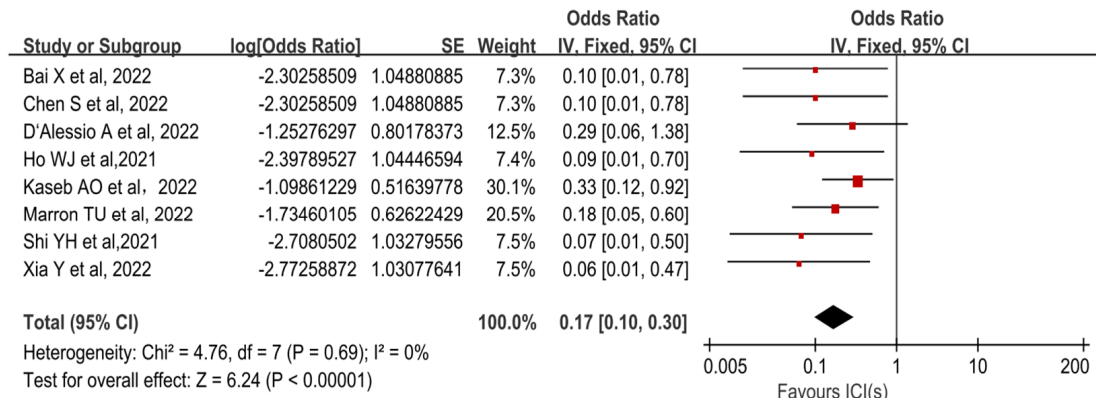 Odds Ratio Odds Ratio
Study or Subgroup log[Odds Ratio] SE Weight IV, Fixed, 95% CI IV, Fixed, 95% CI
Bai X et al, 2022 -2.30258509 1.04880885 7.3% 0.10 [0.01, 0.78]
Chen S et al, 2022 -2.30258509 1.04880885 7.3% 0.10 [0.01, 0.78]
D‘Alessio A et al, 2022 -1.25276297 0.80178373 12.5% 0.29 [0.06, 1.38]
Ho WJ et al,2021 -2.39789527 1.04446594 7.4% 0.09 [0.01, 0.70]
Kaseb AO et al，2022 -1.09861229 0.51639778 30.1% 0.33 [0.12, 0.92]
Marron TU et al, 2022 -1.73460105 0.62622429 20.5% 0.18 [0.05, 0.60]
Shi YH et al,2021 -2.7080502 1.03279556 7.5% 0.07 [0.01, 0.50]
Xia Y et al, 2022 -2.77258872 1.03077641 7.5% 0.06 [0.01, 0.47]
Total (95% CI) 100.0% 0.17 [0.10, 0.30]
Heterogeneity: Chi² = 4.76, df = 7 (P = 0.69); I² = 0%
Test for overall effect: Z = 6.24 (P < 0.00001)
0.005 0.1 1 10 200
Favours ICI(s)